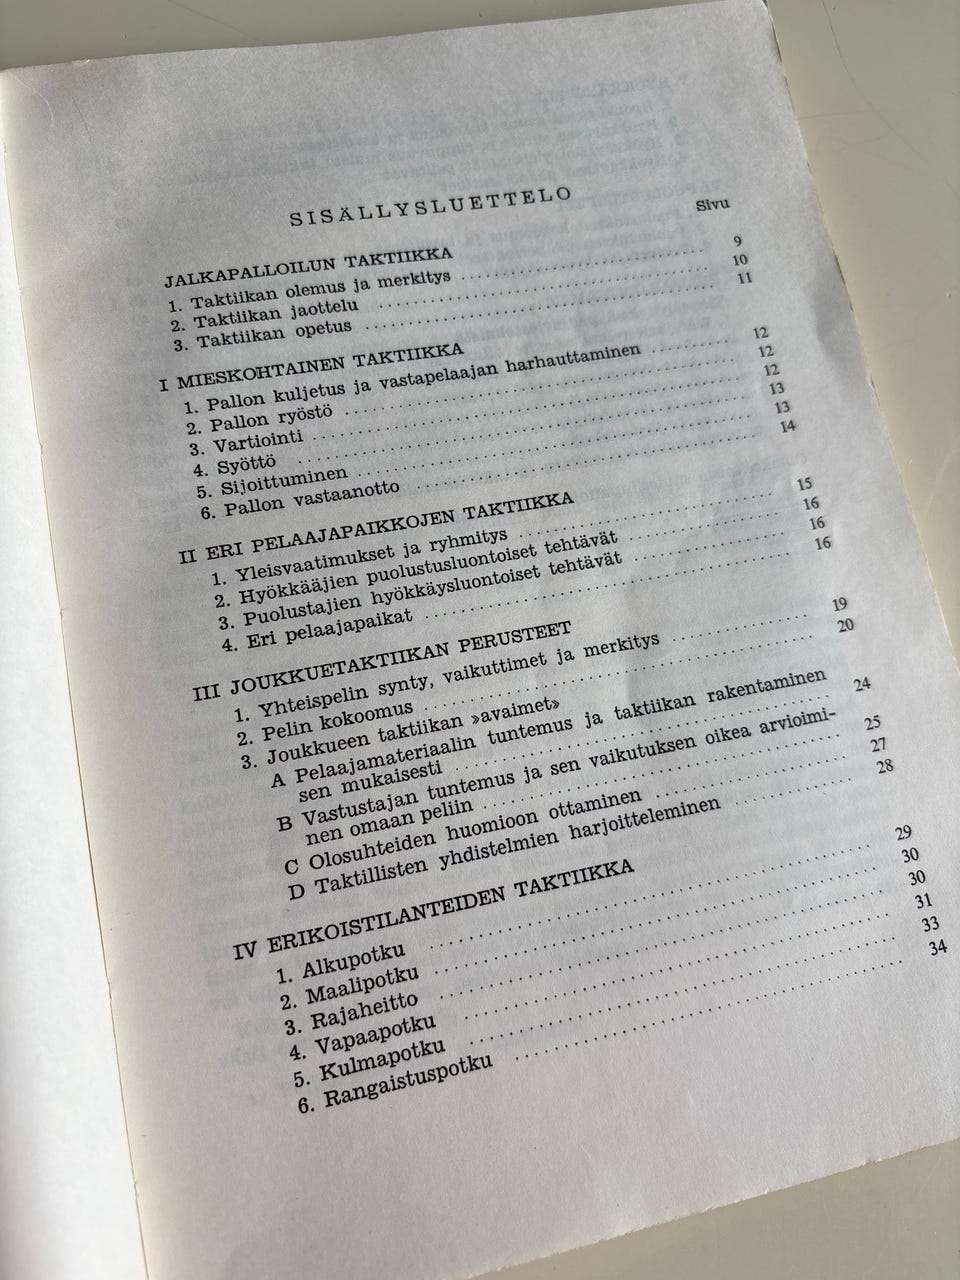 SISÄLLYSLUETTELO
Sivu
JALKAPALLOILUN TAKTIIKKA
1. Taktiikan olemus ja merkitys . . . . . . . . . . . . . . . . . . . . 9
2. Taktiikan jaottelu . . . . . . . . . . . . . . . . . . . . 10
3. Taktiikan opetus . . . . . . . . . . . . . . . . . . . . 11
I MIESKOHTAINEN TAKTIIKKA
1. Pallon kuljetus ja vastapelaajan harhauttaminen . . . . . . . . . . 12
2. Pallon ryöstö . . . . . . . . . . . . . . . . . . . . 12
3. Vartiointi . . . . . . . . . . . . . . . . . . . . 12
4. Syöttö . . . . . . . . . . . . . . . . . . . . 13
5. Sijoittuminen . . . . . . . . . . . . . . . . . . . . 13
6. Pallon vastaanotto . . . . . . . . . . . . . . . . . . . . 14
II ERI PELAAJAPAIKKOJEN TAKTIIKKA
1. Yleisvaatimukset ja ryhmitys . . . . . . . . . . . . . . . . . . . . 15
2. Hyökkääjien puolustusluontoiset tehtävät . . . . . . . . . . 16
3. Puolustajien hyökkäysluontoiset tehtävät . . . . . . . . . . 16
4. Eri pelaajapaikat . . . . . . . . . . . . . . . . . . . . 16
III JOUKKUETAKTIIKAN PERUSTEET
1. Yhteispelin synty, vaikuttimet ja merkitys . . . . . . . . . . 19
2. Pelin kokoomus . . . . . . . . . . . . . . . . . . . . 20
3. Joukkueen taktiikan »avaimet»
A Pelaajamateriaalin tuntemus ja taktiikan rakentaminen
sen mukaisesti . . . . . . . . . . . . . . . . . . . . 24
B Vastustajan tuntemus ja sen vaikutuksen oikea arvioimi-
nen omaan peliin . . . . . . . . . . . . . . . . . . . . 25
C Olosuhteiden huomioon ottaminen . . . . . . . . . . 27
D Taktillisten yhdistelmien harjoitteleminen . . . . . . . . . . 28
IV ERIKOISTILANTEIDEN TAKTIIKKA
1. Alkupotku . . . . . . . . . . . . . . . . . . . . 29
2. Maalipotku . . . . . . . . . . . . . . . . . . . . 30
3. Rajaheitto . . . . . . . . . . . . . . . . . . . . 30
4. Vapaapotku . . . . . . . . . . . . . . . . . . . . 31
5. Kulmapotku . . . . . . . . . . . . . . . . . . . . 33
6. Rangaistuspotku . . . . . . . . . . . . . . . . . . . . 34